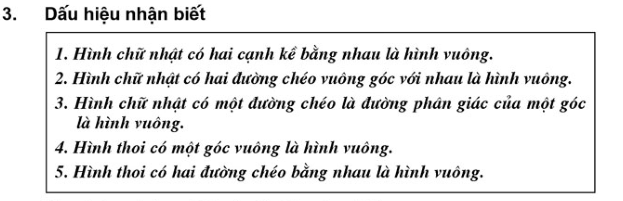 3. Dấu hiệu nhận biết
1. Hình chữ nhật có hai cạnh kề bằng nhau là hình vuông.
2. Hình chữ nhật có hai đường chéo vuông góc với nhau là hình vuông.
3. Hình chữ nhật có một đường chéo là đường phân giác của một góc
là hình vuông.
4. Hình thoi có một góc vuông là hình vuông.
5. Hình thoi có hai đường chéo bằng nhau là hình vuông.